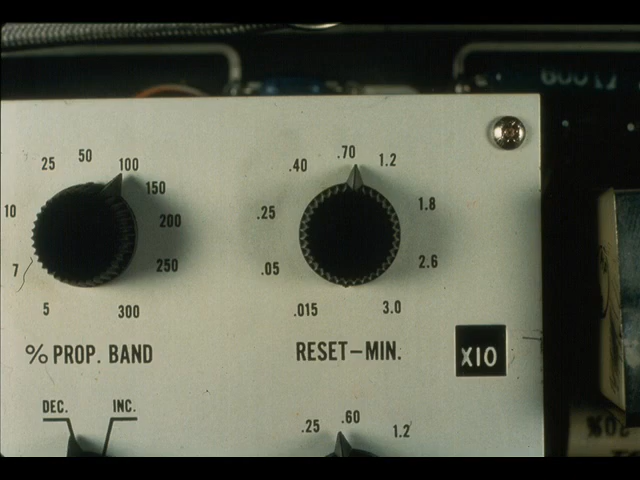 50 100
25 150
10 200
7 250
5 300
% PROP. BAND
.70 1.2
.40 1.8
.25 2.6
.05 3.0
.015
RESET-MIN.
X10
DEC. INC.
.25 .60 1.2